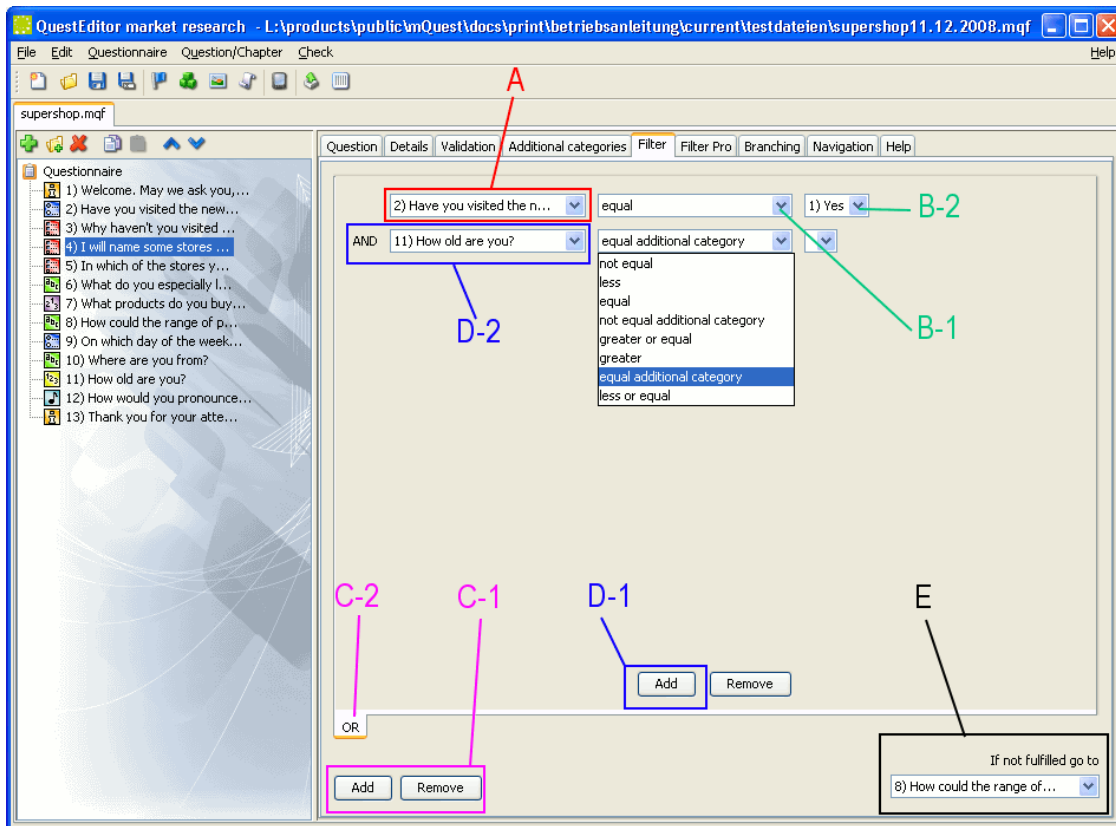 QuestEditor market research - L:\products\public\mQuest\docs\print\betriebsanleitung\current\testdateien\supershop11.12.2008.mqf
File Edit Questionnaire Question/Chapter Check Help
A
supershop.mqf
Question Details Validation Additional categories Filter Filter Pro Branching Navigation Help
Questionnaire
1) Welcome. May we ask you,...
2) Have you visited the new...
3) Why haven't you visited ...
4) I will name some stores ...
5) In which of the stores y...
6) What do you especially l...
7) What products do you buy...
8) How could the range of p...
9) On which day of the week...
10) Where are you from?
11) How old are you?
12) How would you pronounce...
13) Thank you for your atte...
2) Have you visited the n... equal 1) Yes B-2
AND 11) How old are you? equal additional category
not equal
less
equal
not equal additional category
greater or equal
greater
equal additional category
less or equal
D-2 B-1
C-2 C-1 D-1 E
Add Remove
OR
If not fulfilled go to
Add Remove 8) How could the range of...